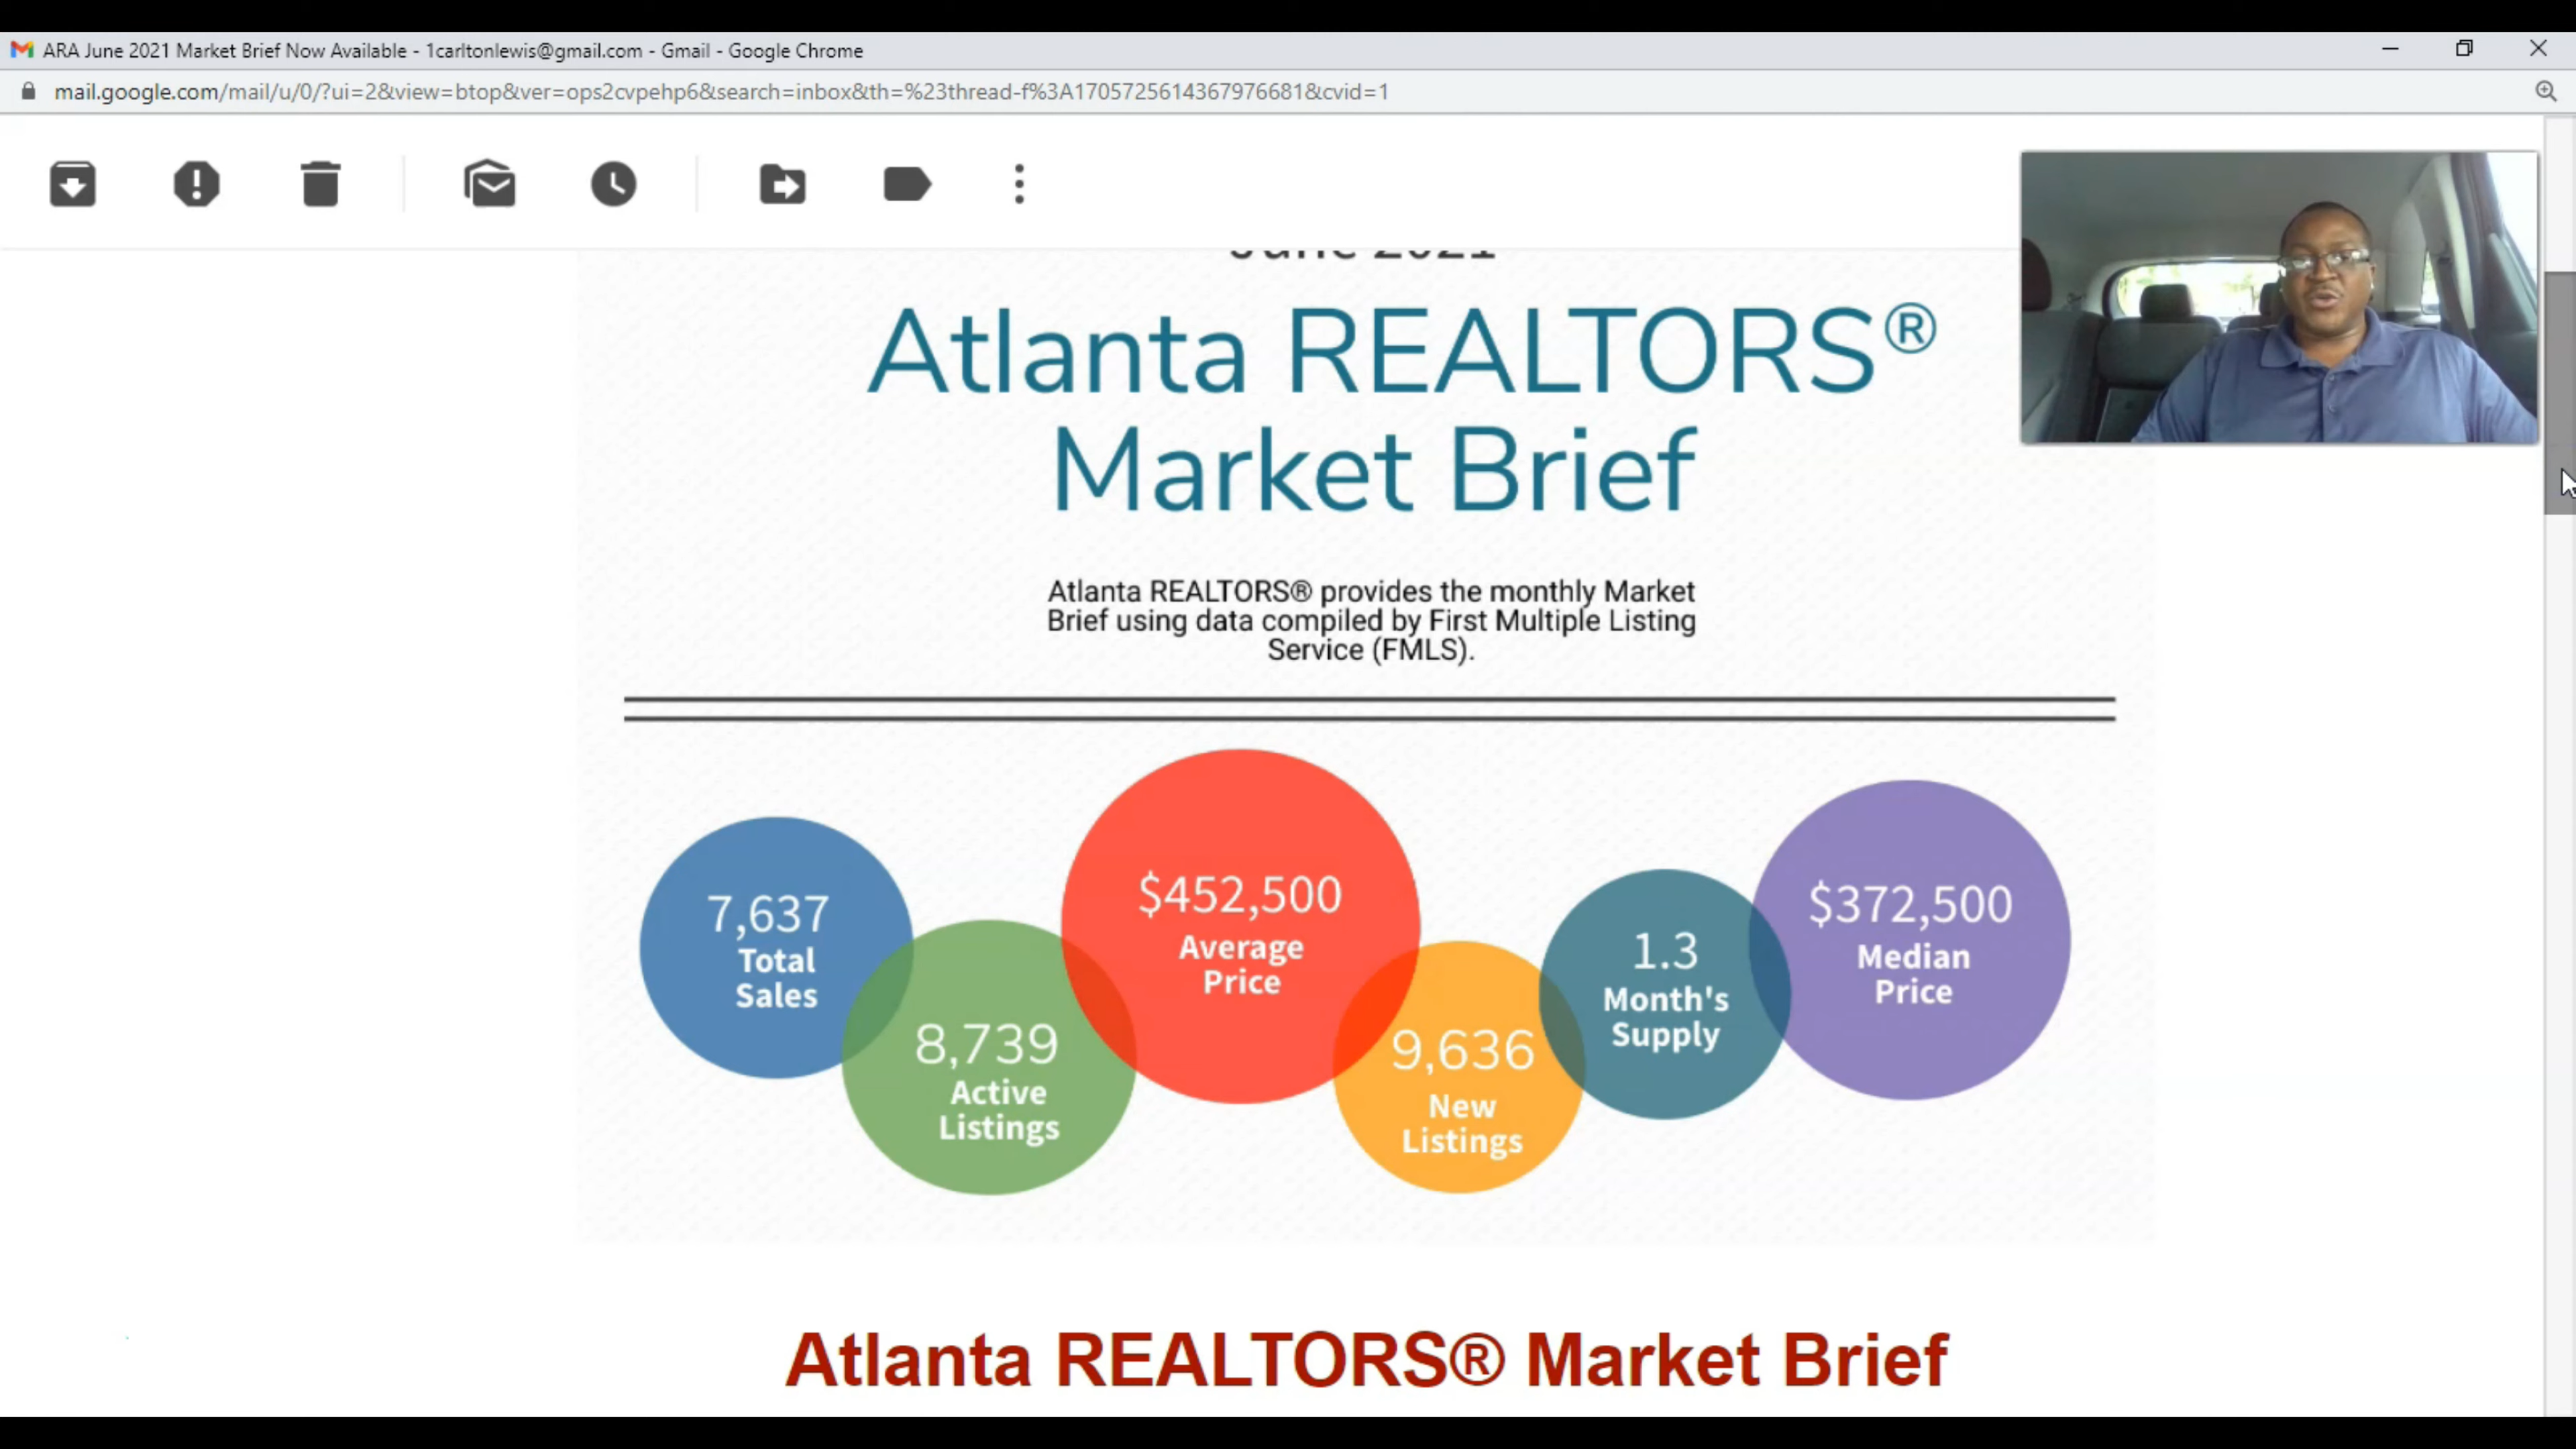 ARA June 2021 Market Brief Now Available - 1carltonlewis@gmail.com - Gmail - Google Chrome
mail.google.com/mail/u/0/?ui=2&view=btop&ver=ops2cvpehp6&search=inbox&th=%23thread-f%3A1705725614367976681&cvid=1
June 2021
Atlanta REALTORS®
Market Brief
Atlanta REALTORS® provides the monthly Market
Brief using data compiled by First Multiple Listing
Service (FMLS).
7,637
Total
Sales
8,739
Active
Listings
$452,500
Average
Price
9,636
New
Listings
1.3
Month's
Supply
$372,500
Median
Price
Atlanta REALTORS® Market Brief